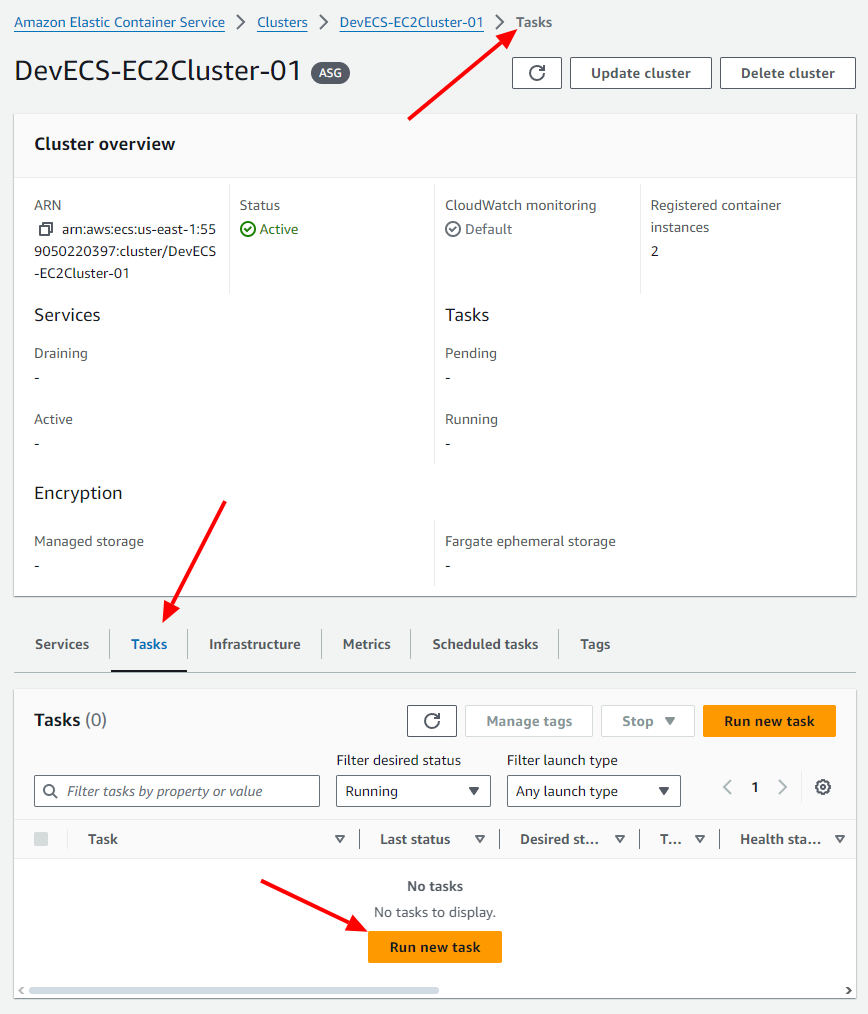 Amazon Elastic Container Service > Clusters > DevECS-EC2Cluster-01 > Tasks
DevECS-EC2Cluster-01 ASG
Update cluster
Delete cluster
Cluster overview
ARN
arn:aws:ecs:us-east-1:55
9050220397:cluster/DevECS
-EC2Cluster-01
Status
Active
CloudWatch monitoring
Default
Registered container
instances
2
Services
Draining
-
Active
-
Tasks
Pending
-
Running
-
Encryption
Managed storage
-
Fargate ephemeral storage
-
Services Tasks Infrastructure Metrics Scheduled tasks Tags
Tasks (0)
Manage tags
Stop
Run new task
Filter tasks by property or value
Filter desired status
Running
Filter launch type
Any launch type
1
Task Last status Desired st... T... Health sta...
No tasks
No tasks to display.
Run new task